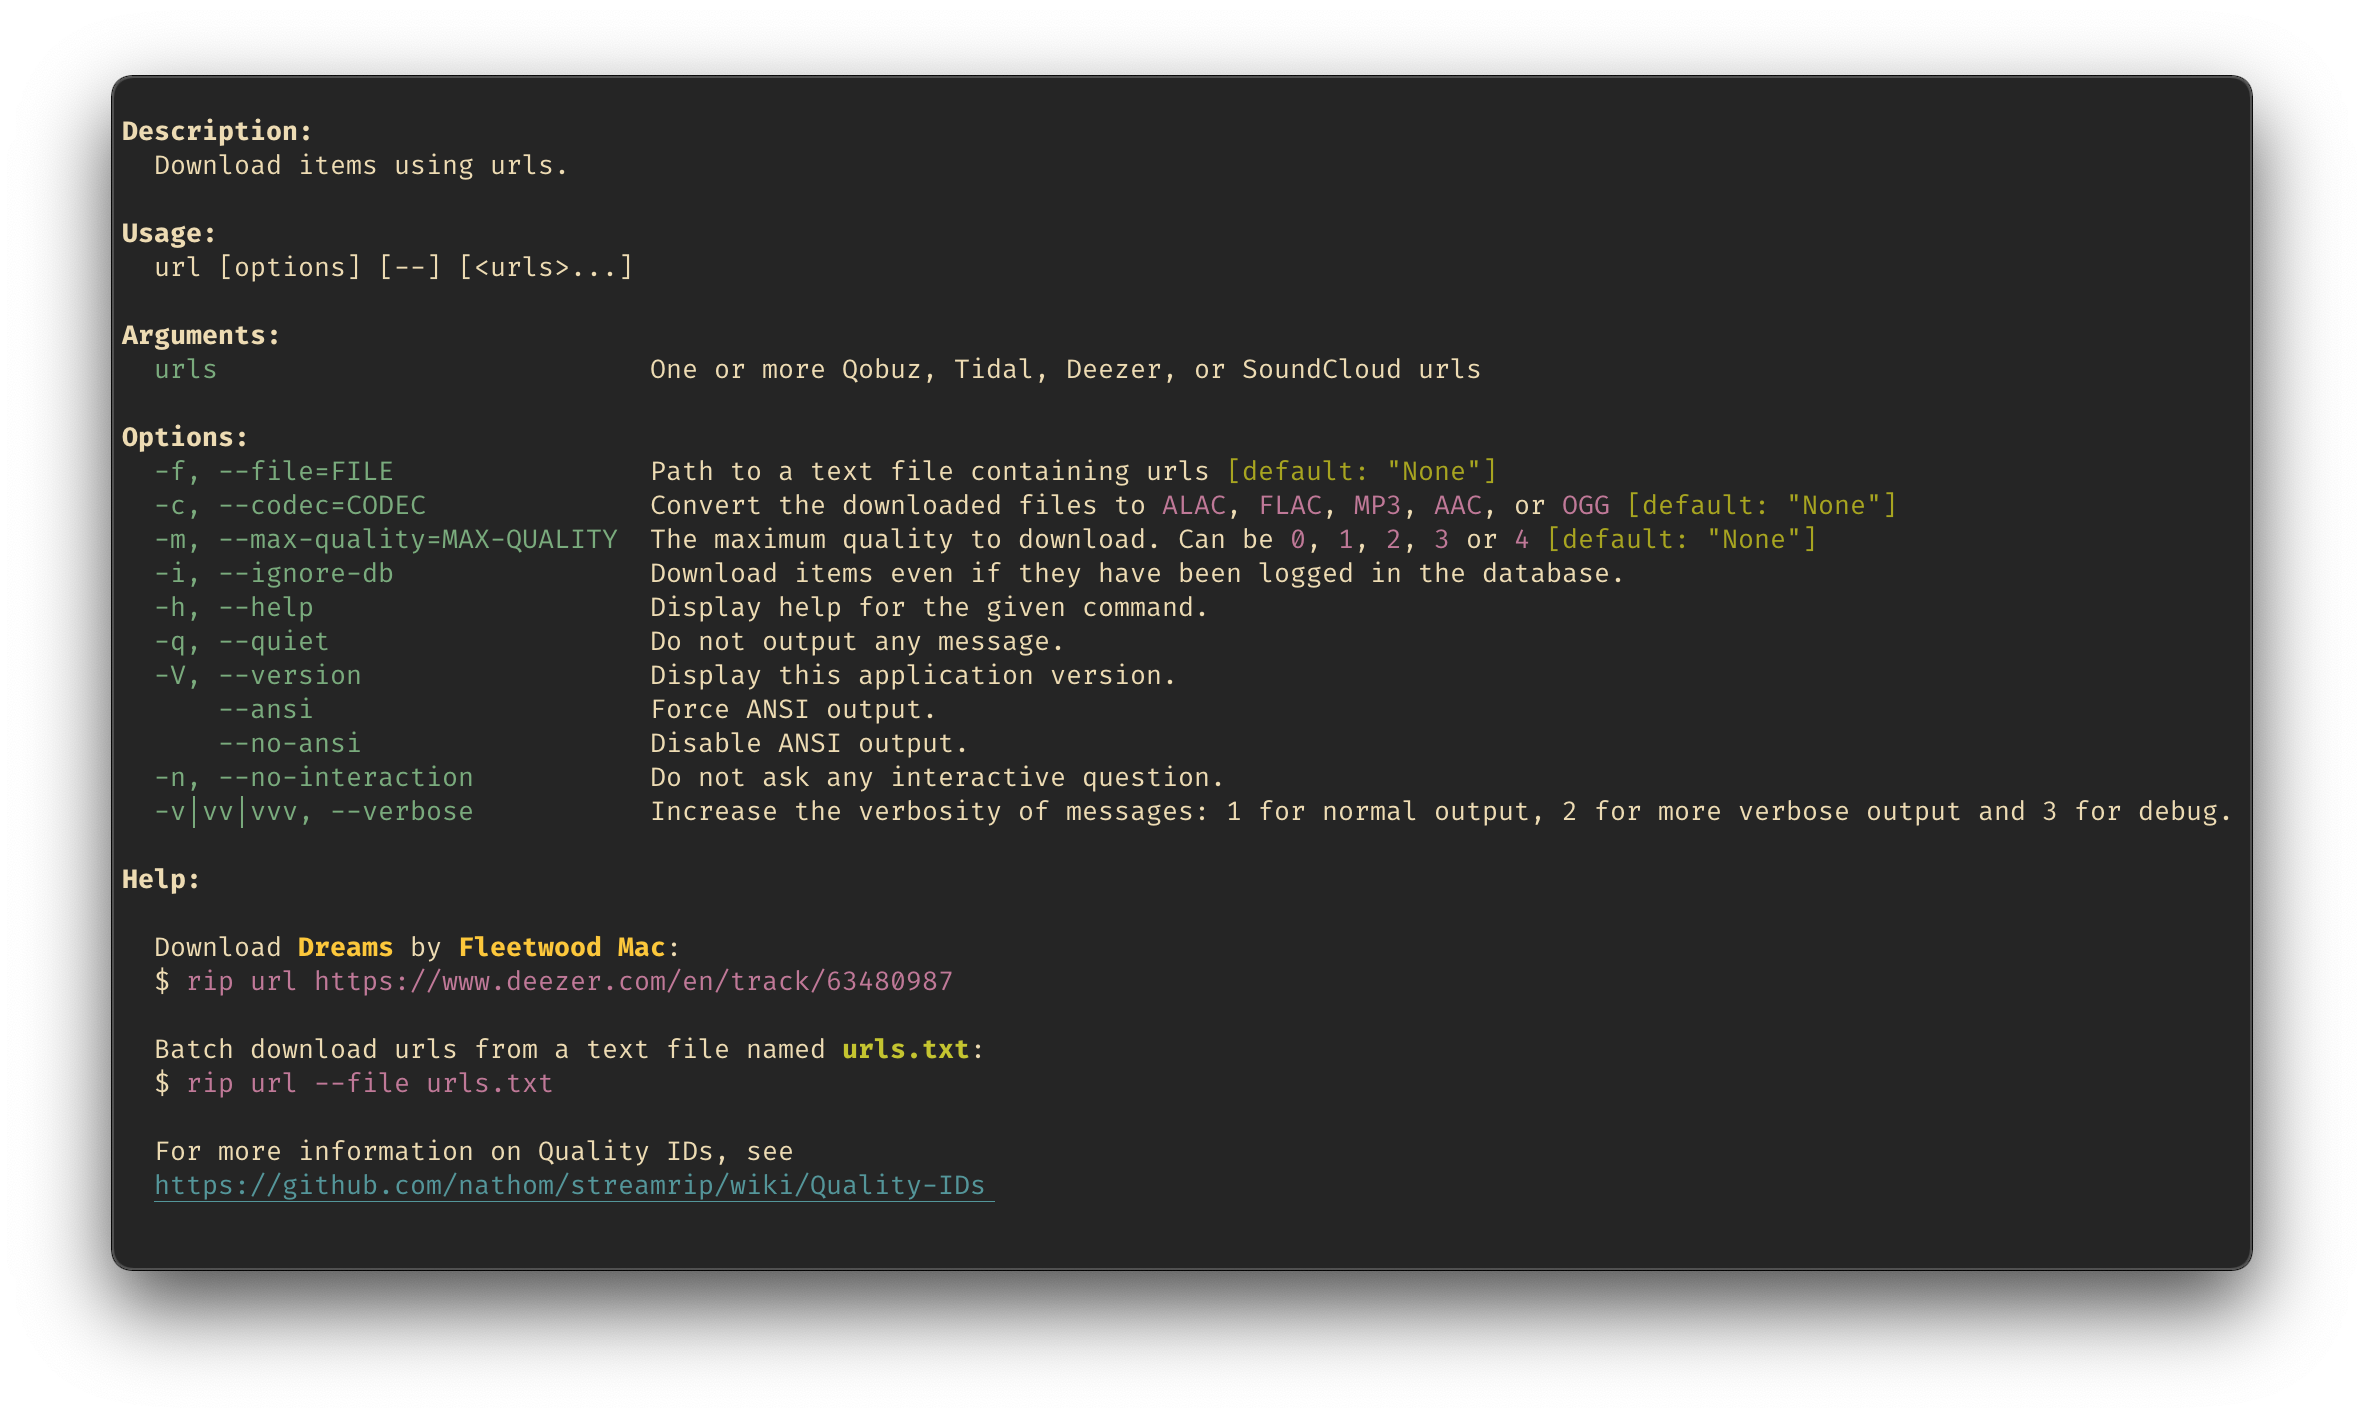 Description:
  Download items using urls.

Usage:
  url [options] [--] [<urls>...]

Arguments:
  urls                           One or more Qobuz, Tidal, Deezer, or SoundCloud urls

Options:
  -f, --file=FILE                Path to a text file containing urls [default: "None"]
  -c, --codec=CODEC              Convert the downloaded files to ALAC, FLAC, MP3, AAC, or OGG [default: "None"]
  -m, --max-quality=MAX-QUALITY  The maximum quality to download. Can be 0, 1, 2, 3 or 4 [default: "None"]
  -i, --ignore-db                Download items even if they have been logged in the database.
  -h, --help                     Display help for the given command.
  -q, --quiet                    Do not output any message.
  -V, --version                  Display this application version.
      --ansi                     Force ANSI output.
      --no-ansi                  Disable ANSI output.
  -n, --no-interaction           Do not ask any interactive question.
  -v|vv|vvv, --verbose           Increase the verbosity of messages: 1 for normal output, 2 for more verbose output and 3 for debug.

Help:

  Download Dreams by Fleetwood Mac:
  $ rip url https://www.deezer.com/en/track/63480987

  Batch download urls from a text file named urls.txt:
  $ rip url --file urls.txt

  For more information on Quality IDs, see
  https://github.com/nathom/streamrip/wiki/Quality-IDs